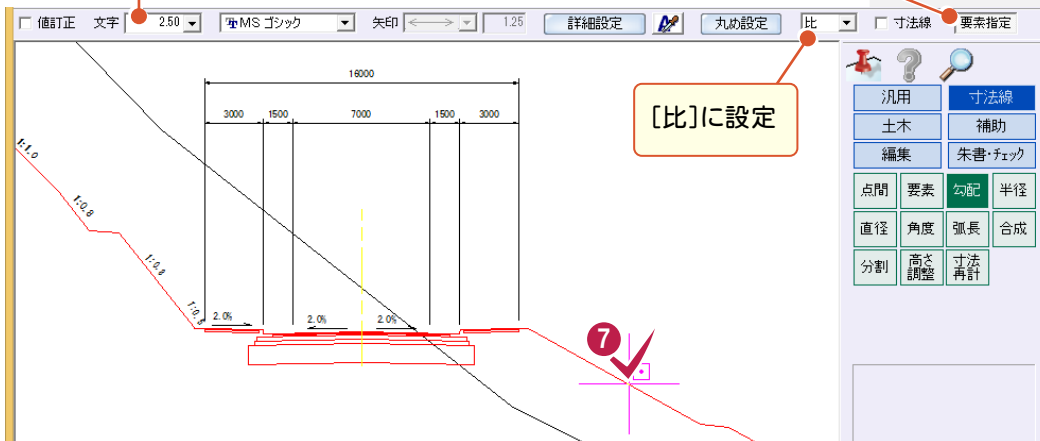 値訂正 文字 2.50 MS ゴシック 矢印 1.25 詳細設定 丸め設定 比 寸法線 要素指定
[比]に設定
汎用 寸法線
土木 補助
編集 朱書・チェック
点間 要素 勾配 半径
直径 角度 弧長 合成
分割 高さ調整 寸法再計
16000
3000 1500 7000 1500 3000
1:1.0
1:0.8
1:0.8
2.0% 2.0% 2.0%
7